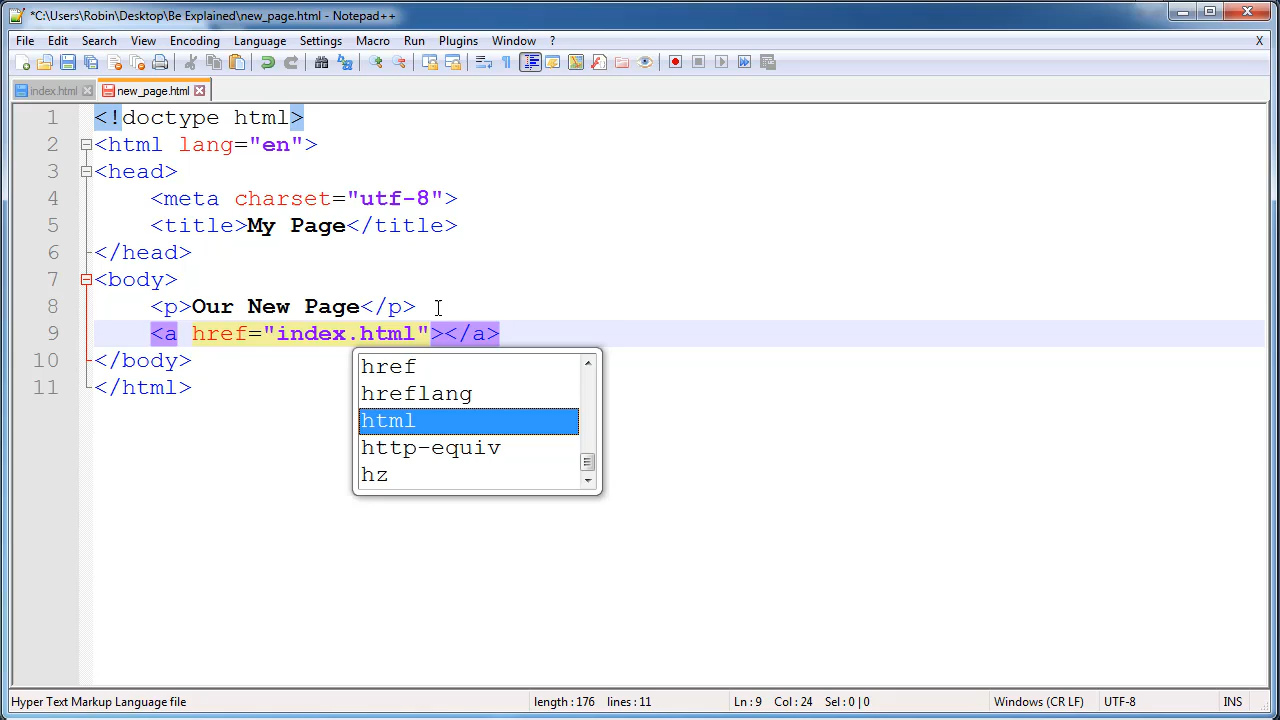 *C:\Users\Robin\Desktop\Be Explained\new_page.html - Notepad++
File Edit Search View Encoding Language Settings Macro Run Plugins Window ? X
index.html new_page.html
1 <!doctype html>
2 <html lang="en">
3 <head>
4 <meta charset="utf-8">
5 <title>My Page</title>
6 </head>
7 <body>
8 <p>Our New Page</p>
9 <a href="index.html"></a>
10 </body>
11 </html>
href
hreflang
html
http-equiv
hz
Hyper Text Markup Language file length : 176 lines : 11 Ln : 9 Col : 24 Sel : 0 | 0 Windows (CR LF) UTF-8 INS